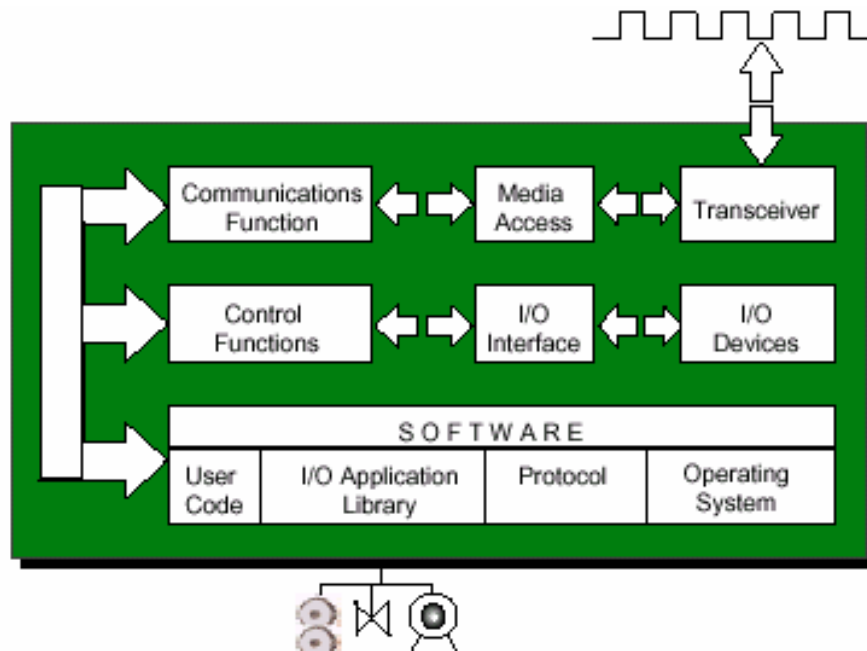 Communications
Function
Media
Access
Transceiver
Control
Functions
I/O
Interface
I/O
Devices
SOFTWARE
User
Code
I/O Application
Library
Protocol
Operating
System